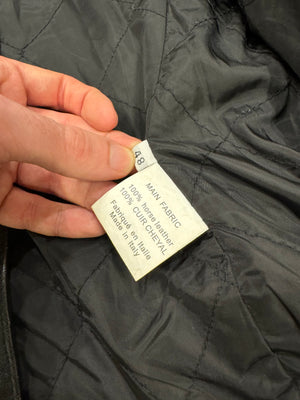 48
MAIN FABRIC
100% horse leather
100% CUIR CHEVAL
Fabriqué en Italie
Made in Italy